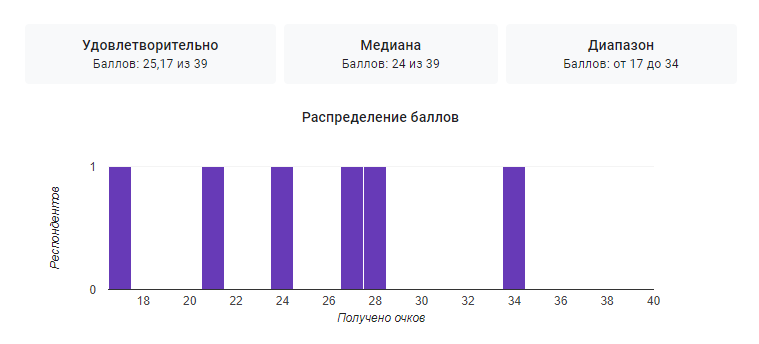 Удовлетворительно
Баллов: 25,17 из 39
Медиана
Баллов: 24 из 39
Диапазон
Баллов: от 17 до 34
Распределение баллов
Респондентов
1
0
18 20 22 24 26 28 30 32 34 36 38 40
Получено очков